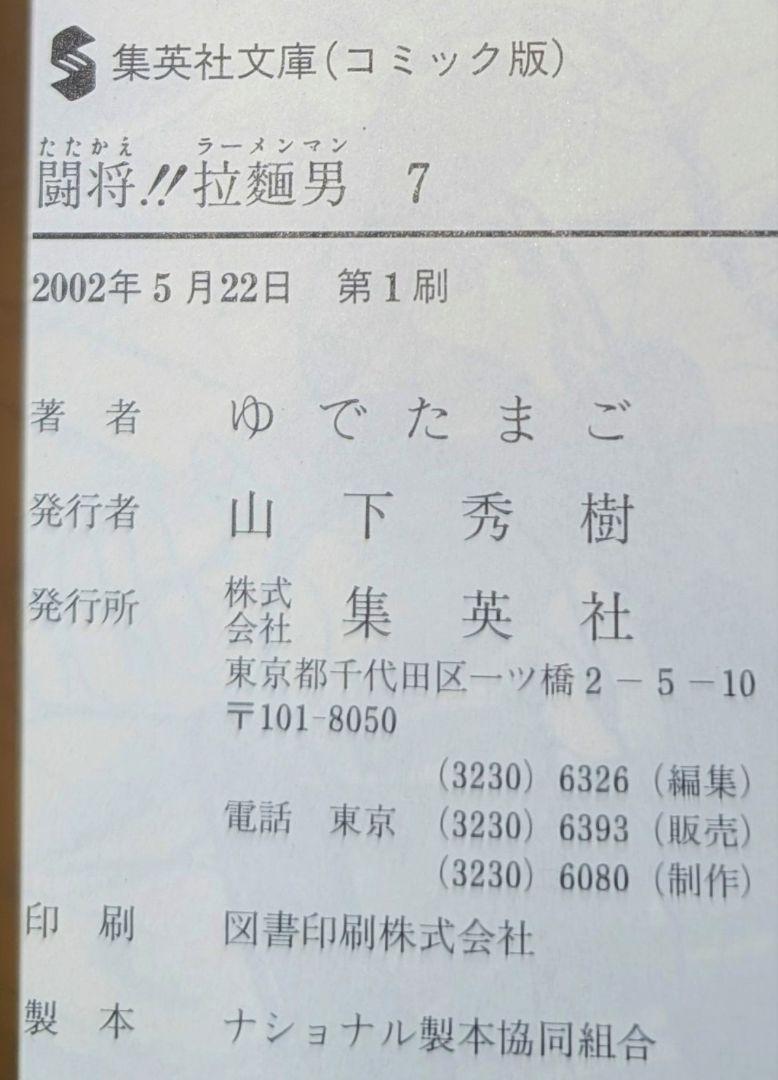 集英社文庫(コミック版)
たたかえ ラーメンマン
闘将!!拉麵男 7
2002年5月22日 第1刷
著者 ゆでたまご
発行者 山下秀樹
発行所 株式会社 集英社
東京都千代田区一ツ橋2-5-10
〒101-8050
(3230) 6326 (編集)
電話 東京 (3230) 6393 (販売)
(3230) 6080 (制作)
印刷 図書印刷株式会社
製本 ナショナル製本協同組合